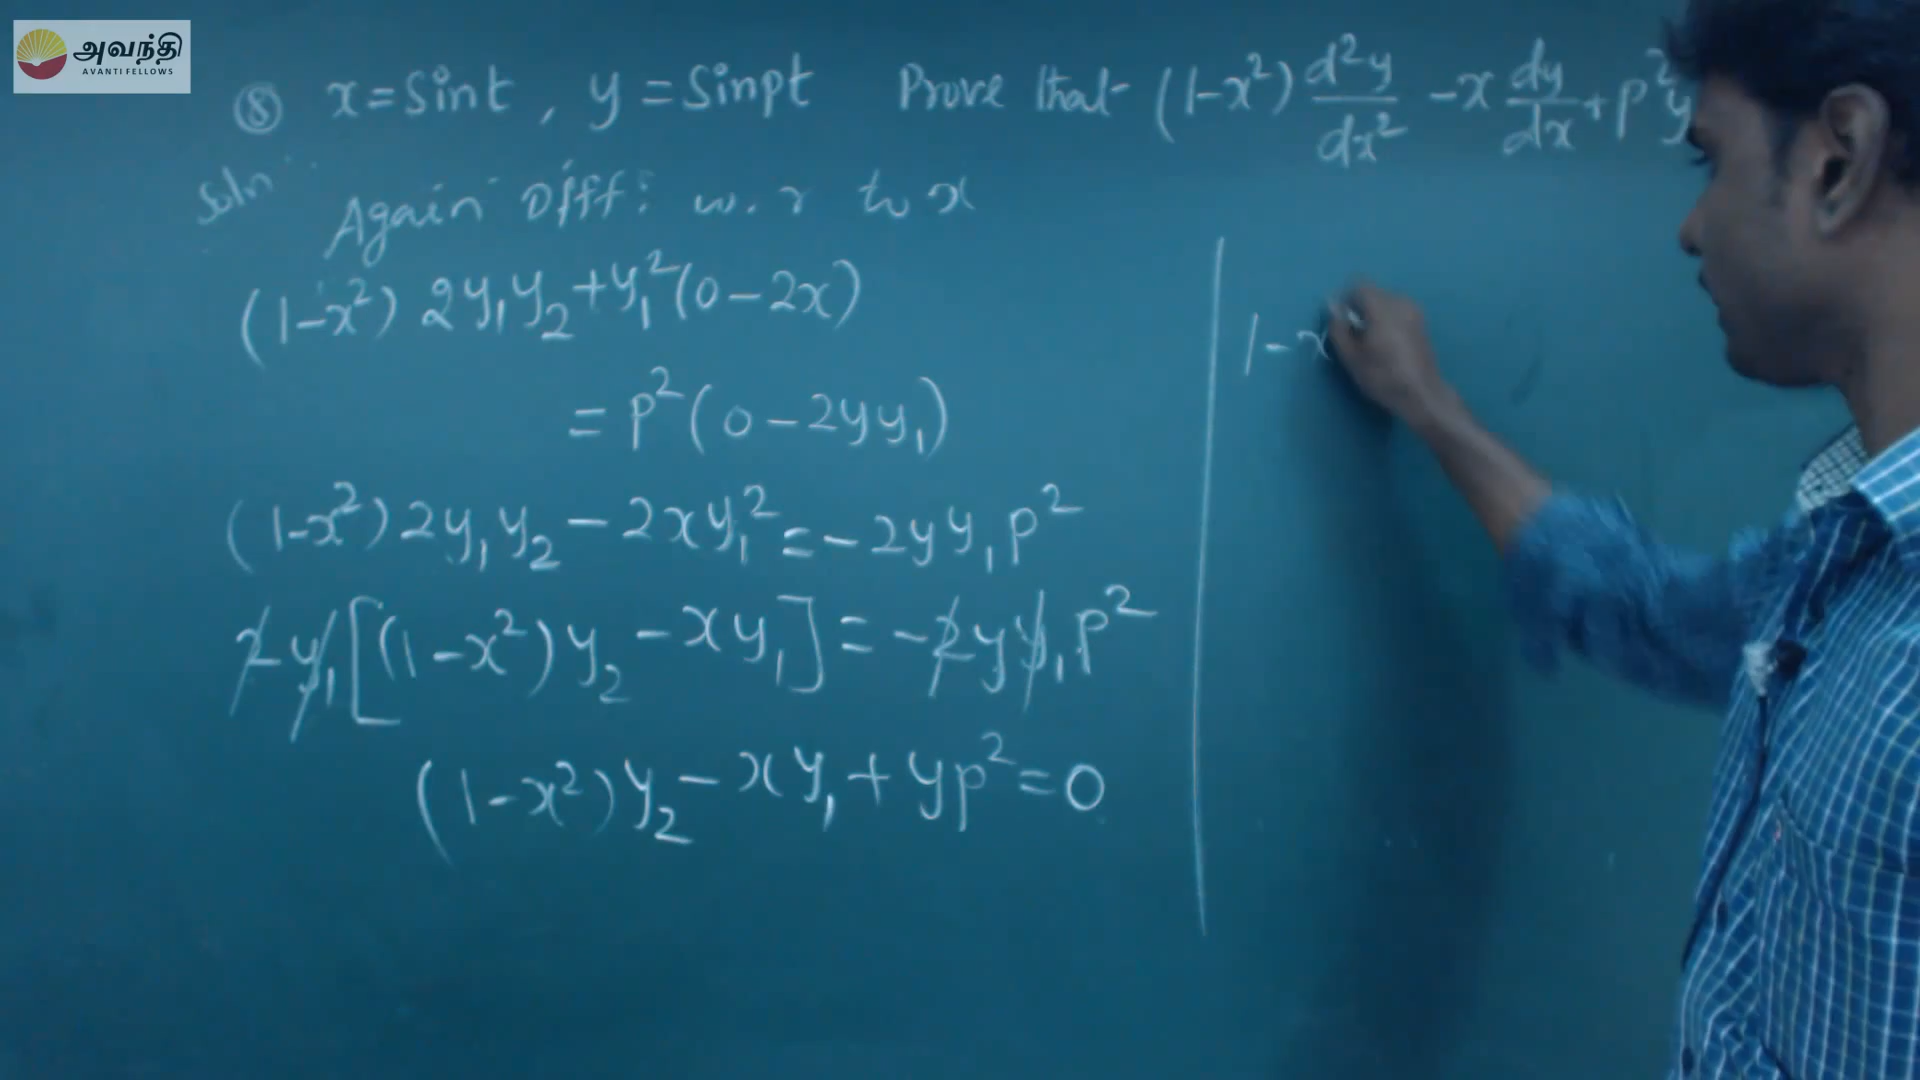 அவந்தி
AVANTI FELLOWS
⑧ x = Sint , y = Sinpt Prove that (1-x²) d²y/dx² - x dy/dx + p²y
Soln
Again Diff: w.r to x
(1-x²) 2y₁y₂ + y₁² (0-2x)
= p² (0-2yy₁)
(1-x²) 2y₁y₂ - 2xy₁² = -2yy₁p²
2y₁ [(1-x²)y₂ - xy₁] = -2yy₁p²
(1-x²)y₂ - xy₁ + yp² = 0
1-x